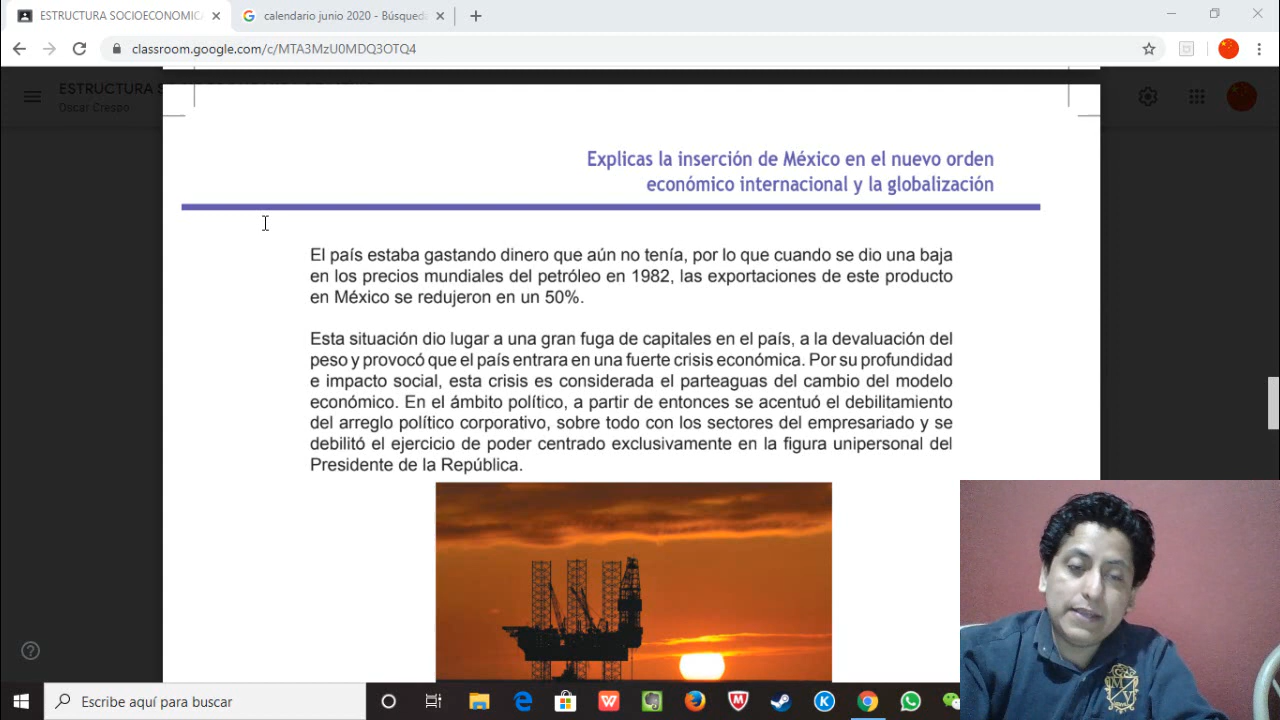 ESTRUCTURA SOCIOECONOMICA
calendario junio 2020 - Búsqueda
classroom.google.com/c/MTA3MzU0MDQ3OTQ4
ESTRUCTURA S
Oscar Crespo
Explicas la inserción de México en el nuevo orden
económico internacional y la globalización
El país estaba gastando dinero que aún no tenía, por lo que cuando se dio una baja
en los precios mundiales del petróleo en 1982, las exportaciones de este producto
en México se redujeron en un 50%.
Esta situación dio lugar a una gran fuga de capitales en el país, a la devaluación del
peso y provocó que el país entrara en una fuerte crisis económica. Por su profundidad
e impacto social, esta crisis es considerada el parteaguas del cambio del modelo
económico. En el ámbito político, a partir de entonces se acentuó el debilitamiento
del arreglo político corporativo, sobre todo con los sectores del empresariado y se
debilitó el ejercicio de poder centrado exclusivamente en la figura unipersonal del
Presidente de la República.
M
V
Escribe aquí para buscar